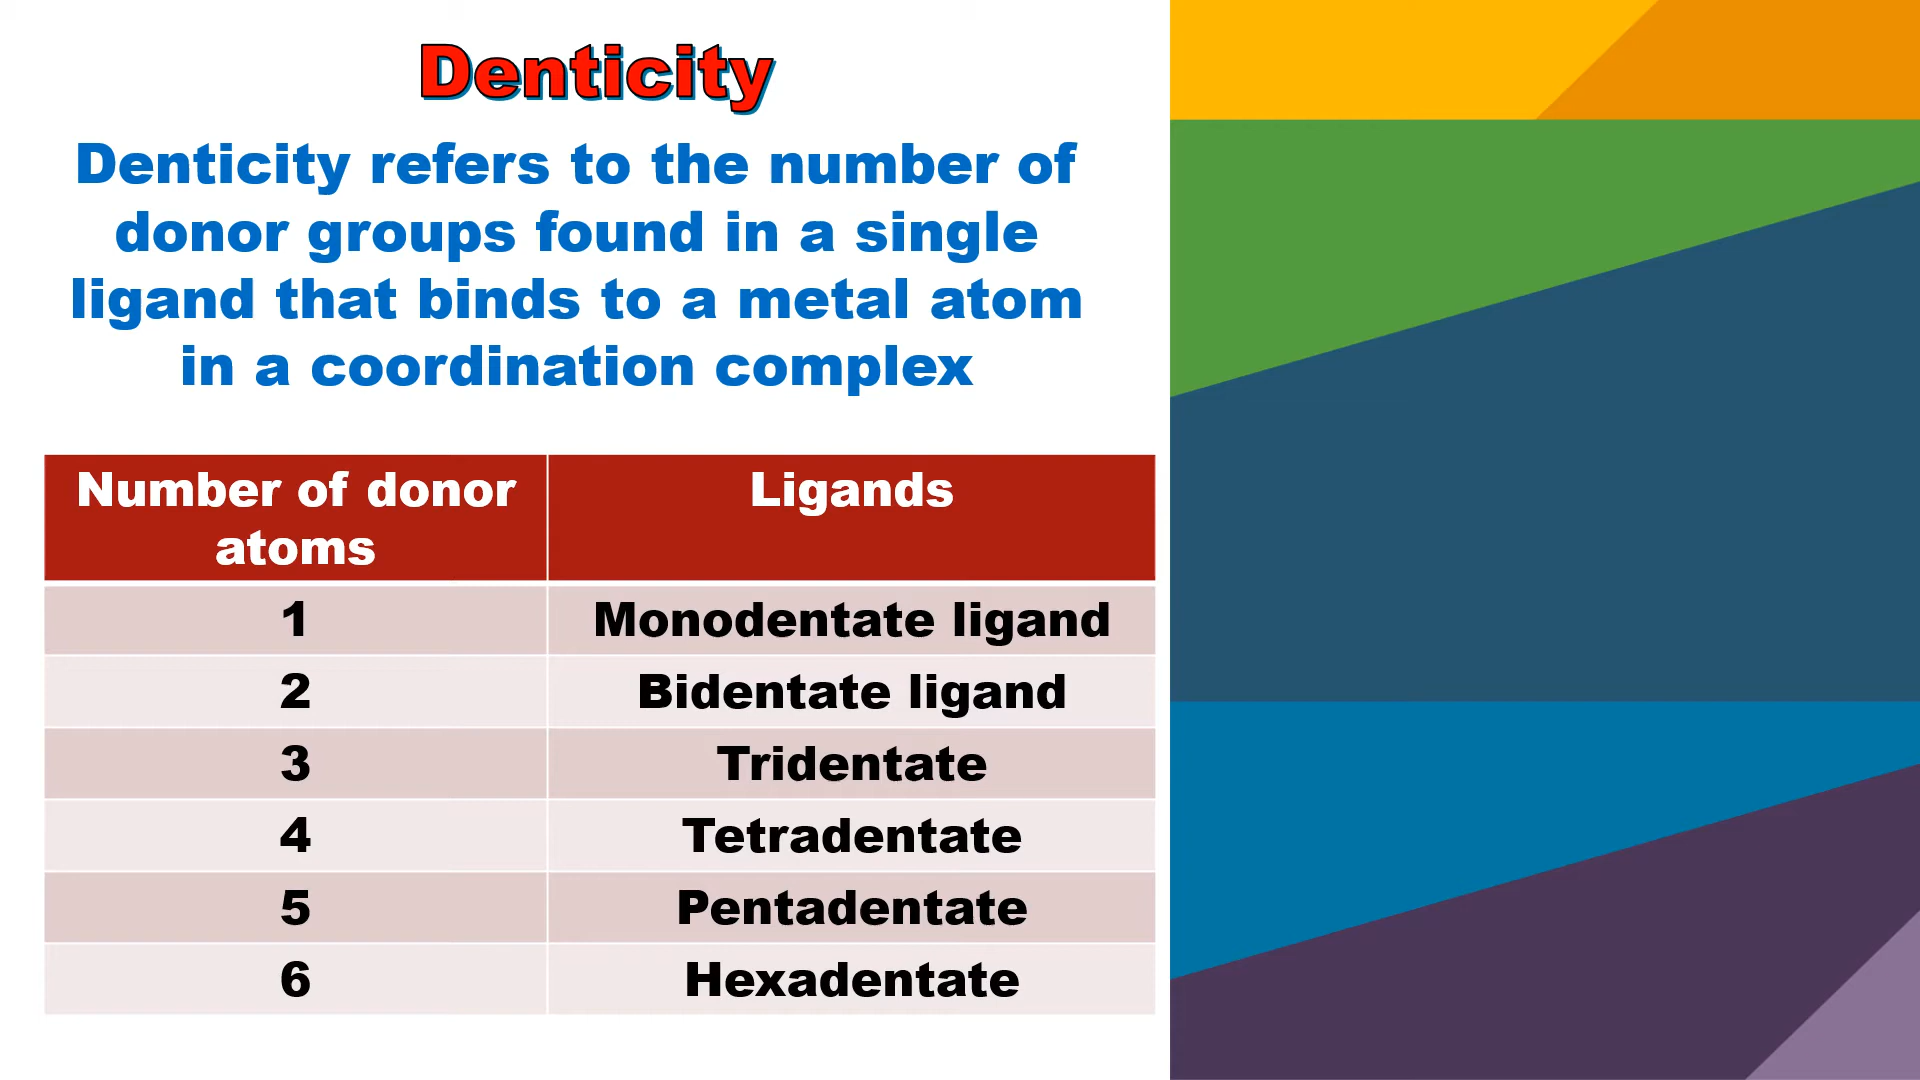 Denticity
Denticity refers to the number of
donor groups found in a single
ligand that binds to a metal atom
in a coordination complex
Number of donor
atoms
Ligands
1
Monodentate ligand
2
Bidentate ligand
3
Tridentate
4
Tetradentate
5
Pentadentate
6
Hexadentate